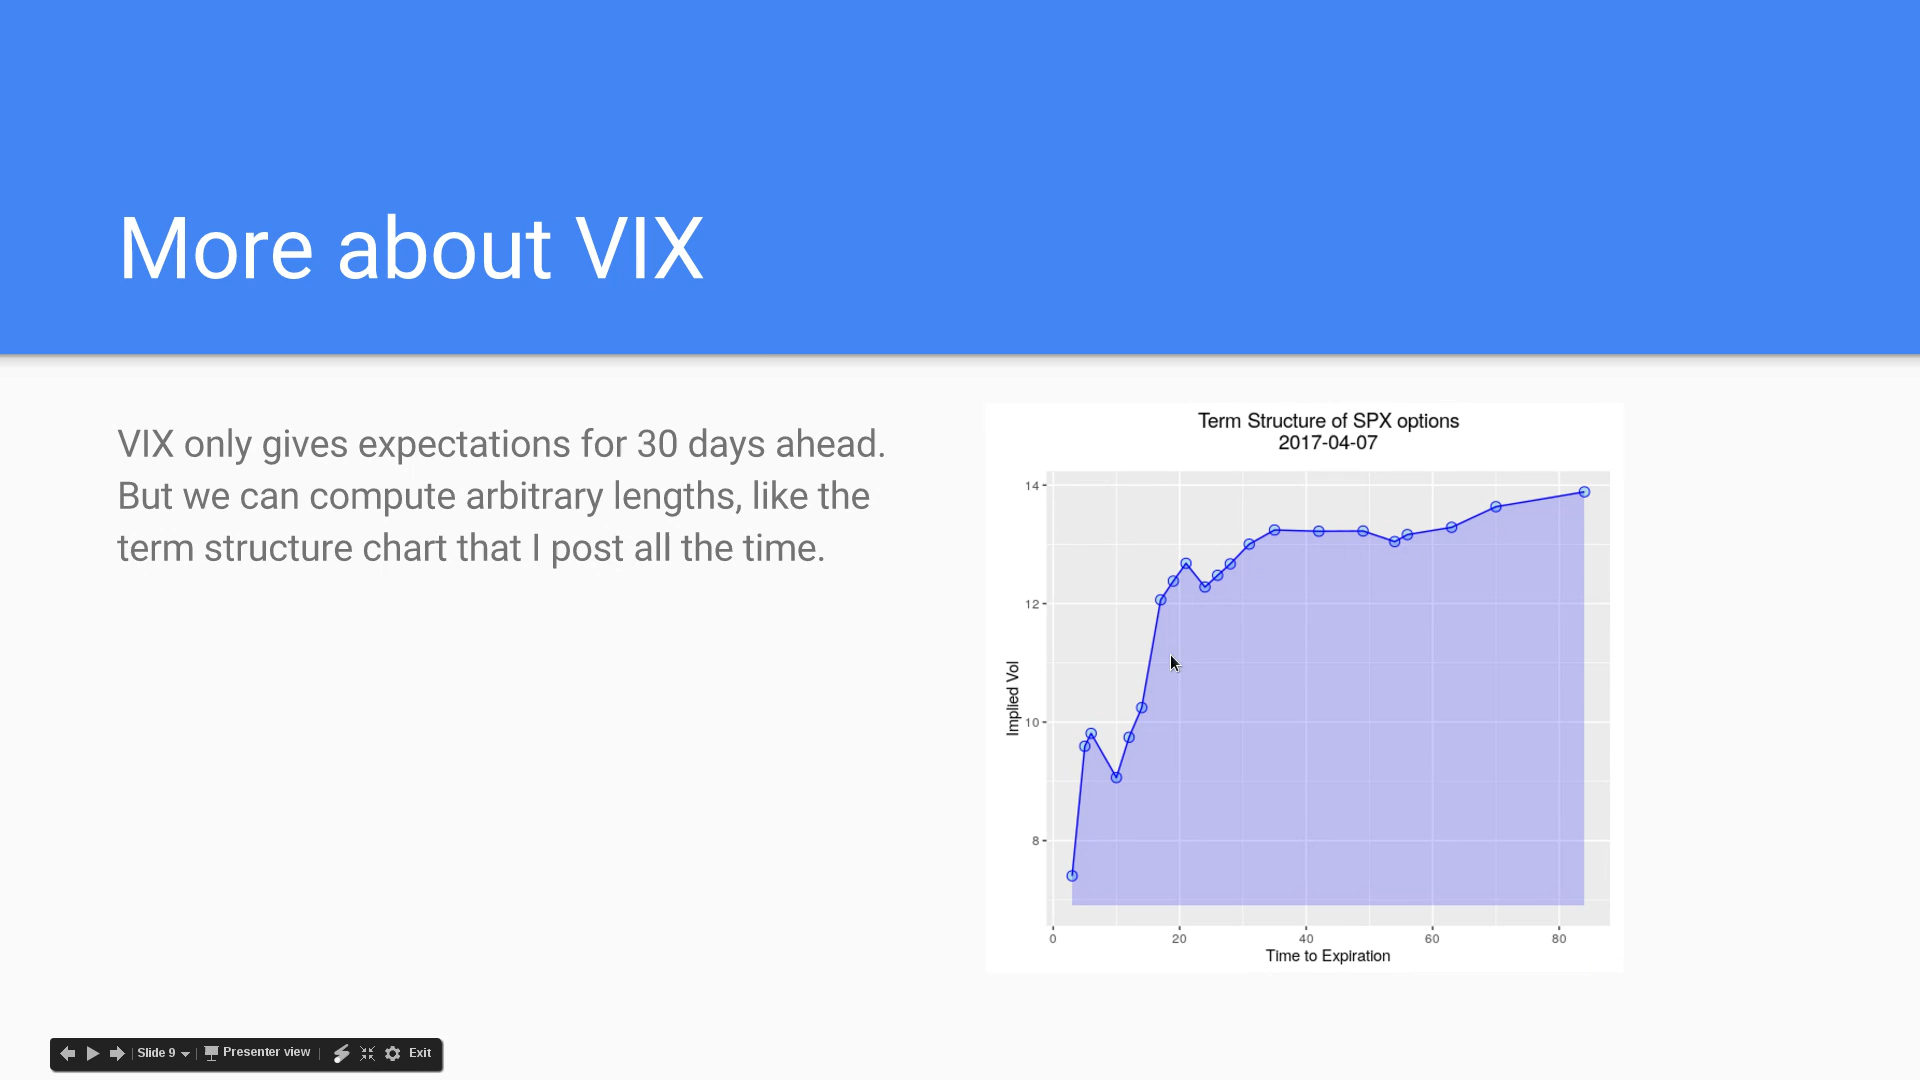 More about VIX
VIX only gives expectations for 30 days ahead.
But we can compute arbitrary lengths, like the
term structure chart that I post all the time.
Term Structure of SPX options
2017-04-07
14
12
10
8
Implied Vol
0 20 40 60 80
Time to Expiration
Slide 9 Presenter view Exit